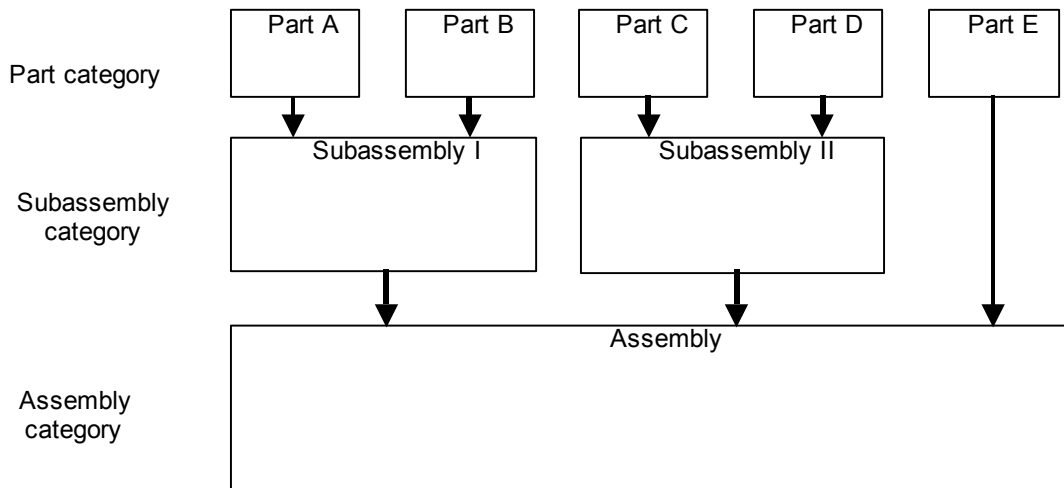 Part A
Part B
Part C
Part D
Part E
Part category
Subassembly I
Subassembly II
Subassembly
category
Assembly
Assembly
category